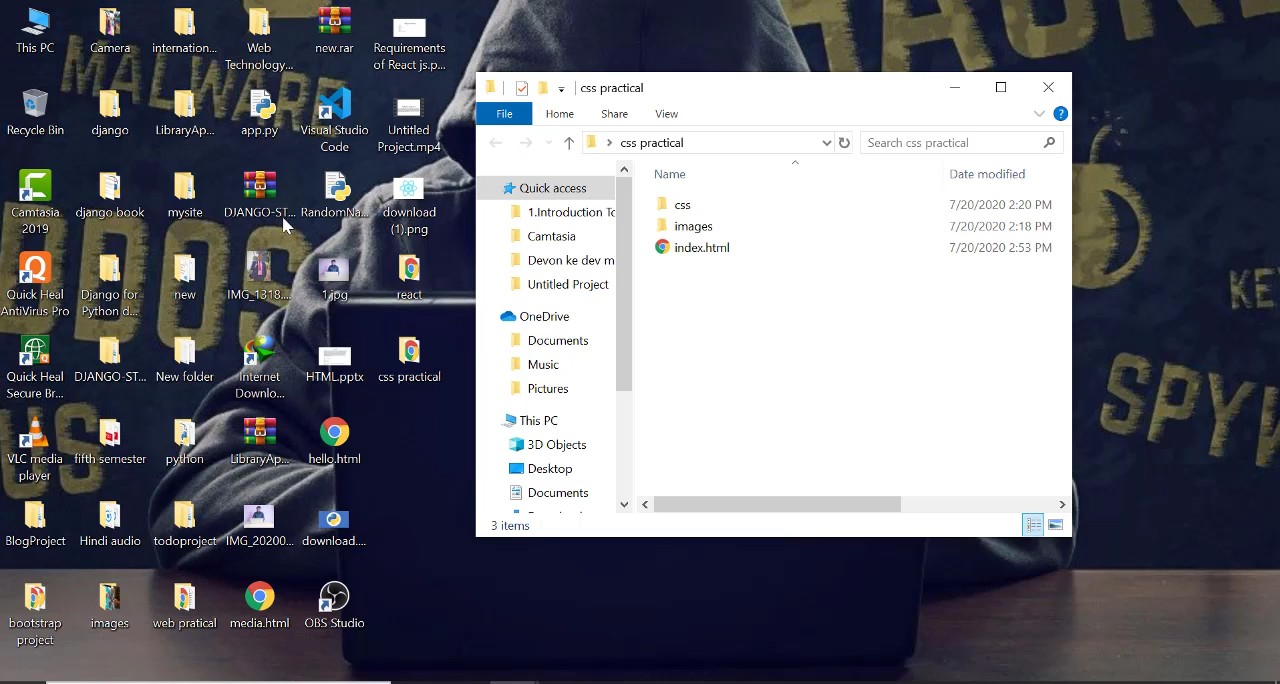 This PC
Camera
internation...
Web
Technology...
new.rar
Requirements
of React js.p...
Recycle Bin
django
LibraryAp...
app.py
Visual Studio
Code
Untitled
Project.mp4
Camtasia
2019
django book
mysite
DJANGO-ST...
RandomNa...
download
(1).png
Quick Heal
AntiVirus Pro
Django for
Python d...
new
IMG_1318....
1.jpg
react
Quick Heal
Secure Br...
DJANGO-ST...
New folder
Internet
Downlo...
HTML.pptx
css practical
VLC media
player
fifth semester
python
LibraryAp...
hello.html
BlogProject
Hindi audio
todoproject
IMG_20200...
download....
bootstrap
project
images
web pratical
media.html
OBS Studio
css practical
File
Home
Share
View
css practical
Search css practical
Quick access
1.Introduction To
Camtasia
Devon ke dev m
Untitled Project
OneDrive
Documents
Music
Pictures
This PC
3D Objects
Desktop
Documents
Name
Date modified
css
7/20/2020 2:20 PM
images
7/20/2020 2:18 PM
index.html
7/20/2020 2:53 PM
3 items
MALWARE
DDOS
US
KE
SPYW